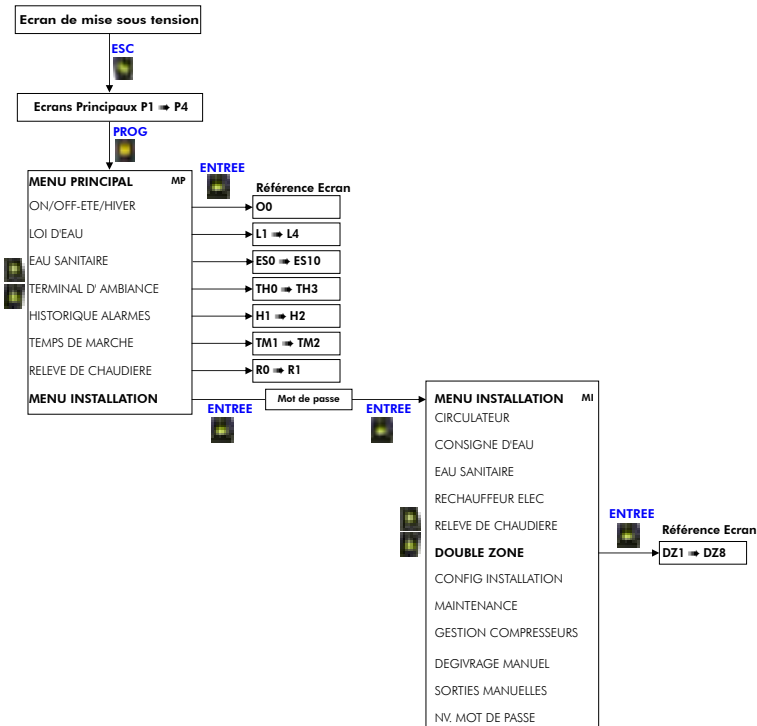 Ecran de mise sous tension
ESC
Ecrans Principaux P1 ➠ P4
PROG
ENTREE
MENU PRINCIPAL MP
Référence Ecran
ON/OFF-ETE/HIVER
O0
LOI D'EAU
L1 ➠ L4
EAU SANITAIRE
ES0 ➠ ES10
TERMINAL D' AMBIANCE
TH0 ➠ TH3
HISTORIQUE ALARMES
H1 ➠ H2
TEMPS DE MARCHE
TM1 ➠ TM2
RELEVE DE CHAUDIERE
R0 ➠ R1
MENU INSTALLATION
ENTREE
Mot de passe
ENTREE
MENU INSTALLATION MI
CIRCULATEUR
CONSIGNE D'EAU
EAU SANITAIRE
RECHAUFFEUR ELEC
RELEVE DE CHAUDIERE
ENTREE
Référence Ecran
DOUBLE ZONE
DZ1 ➠ DZ8
CONFIG INSTALLATION
MAINTENANCE
GESTION COMPRESSEURS
DEGIVRAGE MANUEL
SORTIES MANUELLES
NV. MOT DE PASSE